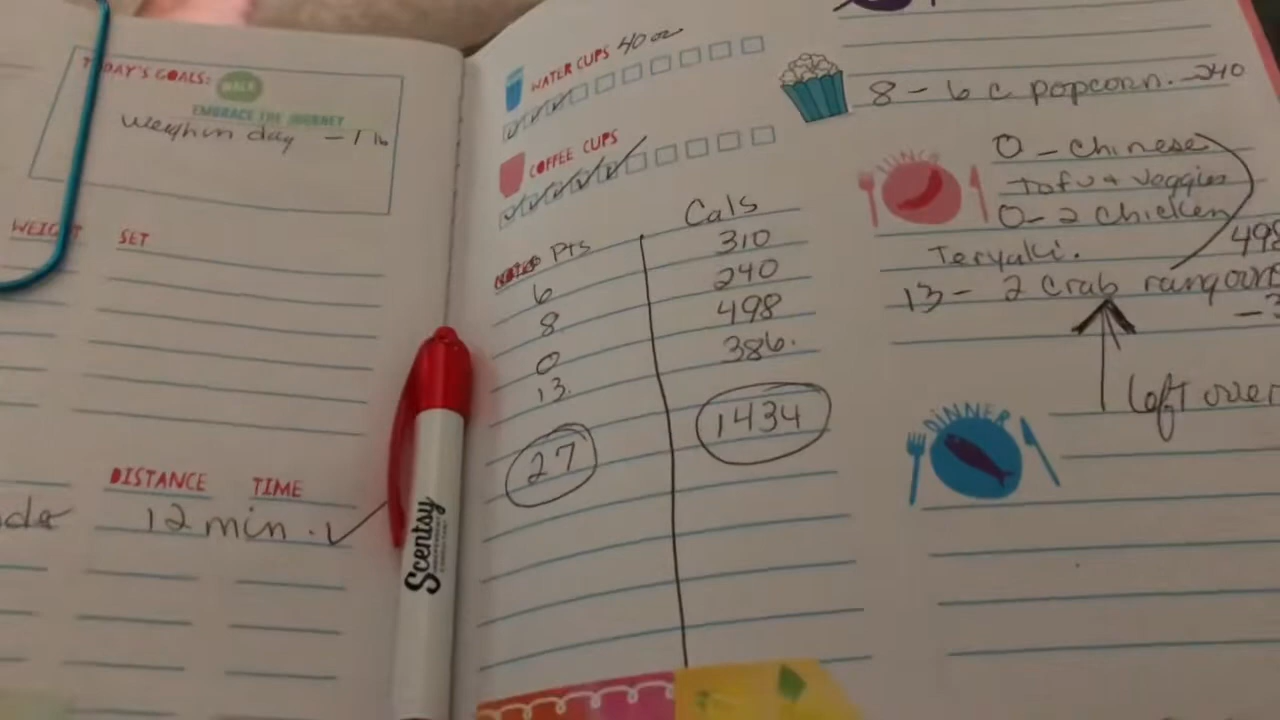 TODAY'S GOALS:
WALK
EMBRACE THE JOURNEY
weighin day -1 lb
WEIGHT SET
DISTANCE TIME
12 min.
Scentsy
WATER CUPS 40 oz
COFFEE CUPS
Pts Cals
6 310
8 240
0 498
13. 386.
27 1434
8 - 6 c popcorn. -240
LUNCH
0 - Chinese
Tofu + Veggies
0 - 2 Chicken
Teryaki. 498
13 - 2 Crab rangoons
left over
DINNER